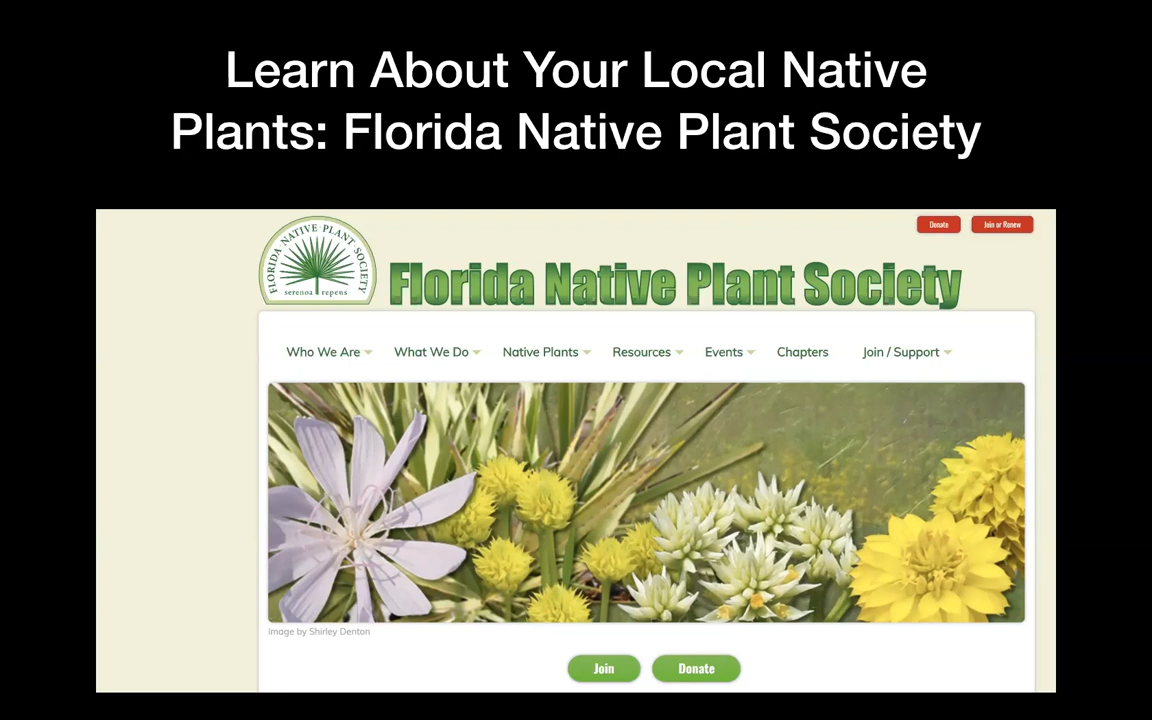 Learn About Your Local Native
Plants: Florida Native Plant Society
Donate
Join or Renew
FLORIDA NATIVE PLANT SOCIETY
serenoa repens
Florida Native Plant Society
Who We Are
What We Do
Native Plants
Resources
Events
Chapters
Join / Support
Image by Shirley Denton
Join
Donate